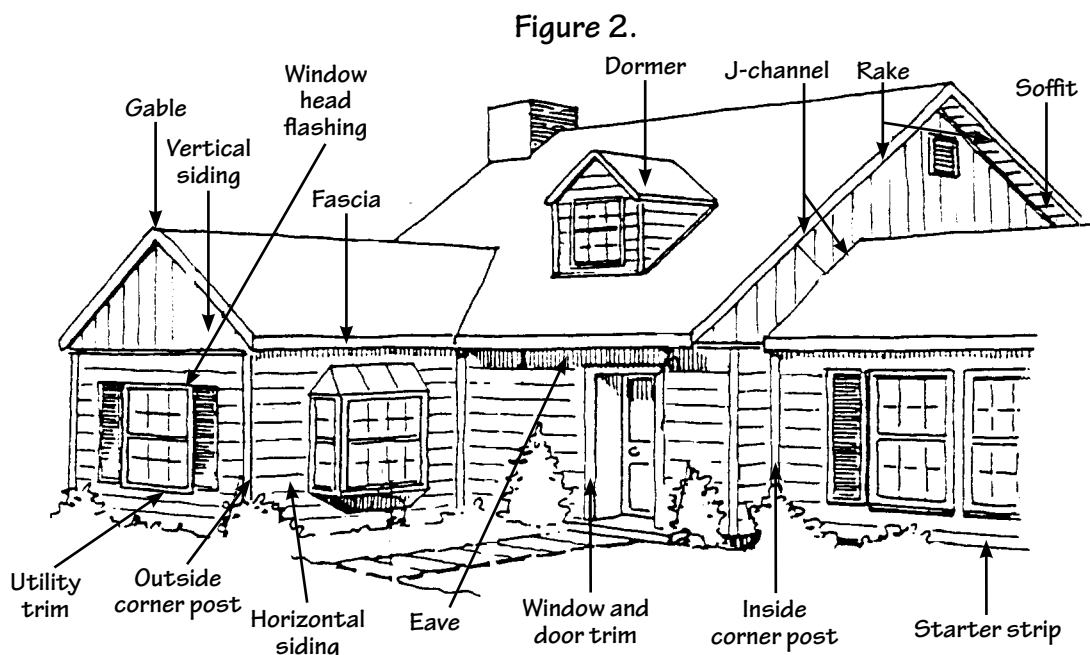 Figure 2.
Window
head
flashing
Dormer
J-channel
Rake
Soffit
Gable
Vertical
siding
Fascia
Utility
trim
Outside
corner post
Horizontal
siding
Eave
Window and
door trim
Inside
corner post
Starter strip